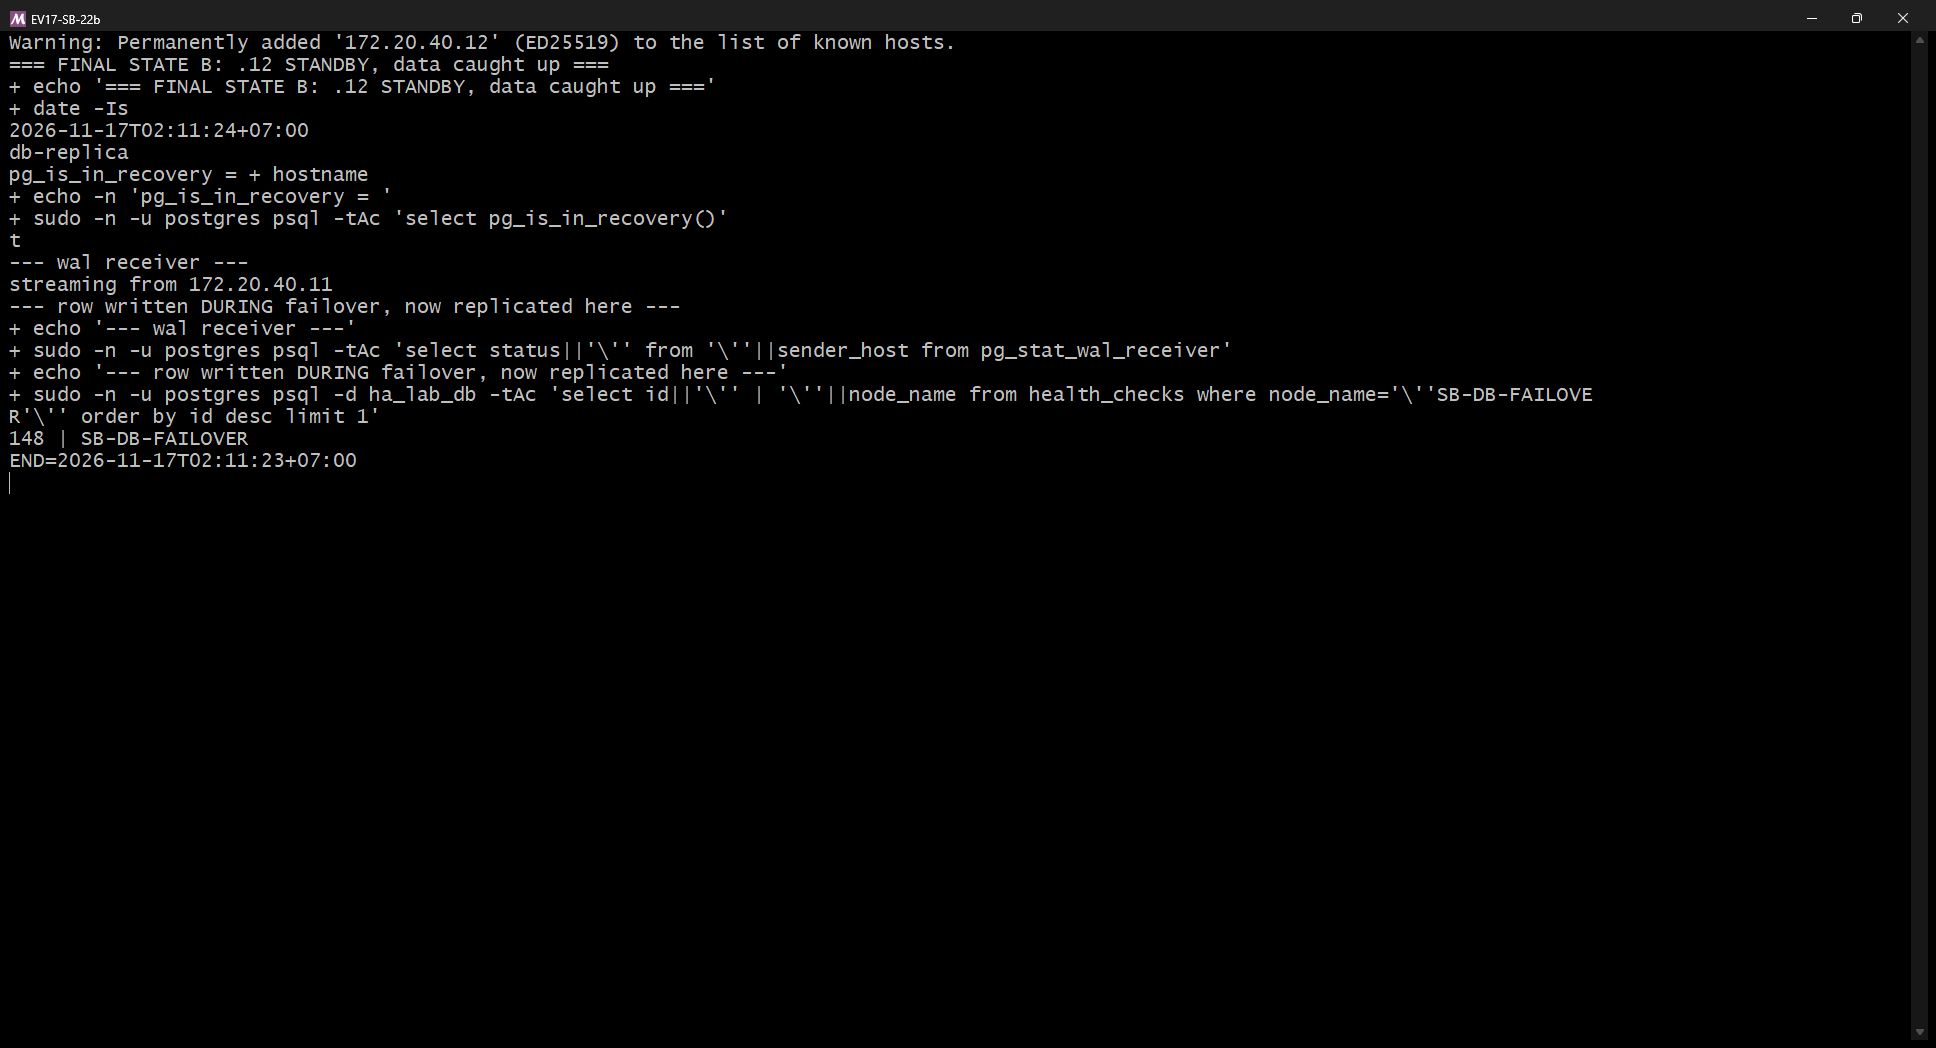 EV17-SB-22b
Warning: Permanently added '172.20.40.12' (ED25519) to the list of known hosts.
=== FINAL STATE B: .12 STANDBY, data caught up ===
+ echo '=== FINAL STATE B: .12 STANDBY, data caught up ==='
+ date -Is
2026-11-17T02:11:24+07:00
db-replica
pg_is_in_recovery = + hostname
+ echo -n 'pg_is_in_recovery = '
+ sudo -n -u postgres psql -tAc 'select pg_is_in_recovery()'
t
--- wal receiver ---
streaming from 172.20.40.11
--- row written DURING failover, now replicated here ---
+ echo '--- wal receiver ---'
+ sudo -n -u postgres psql -tAc 'select status||'\'' from '\''||sender_host from pg_stat_wal_receiver'
+ echo '--- row written DURING failover, now replicated here ---'
+ sudo -n -u postgres psql -d ha_lab_db -tAc 'select id||'\'' | '\''||node_name from health_checks where node_name='\''SB-DB-FAILOVE
R'\'' order by id desc limit 1'
148 | SB-DB-FAILOVER
END=2026-11-17T02:11:23+07:00